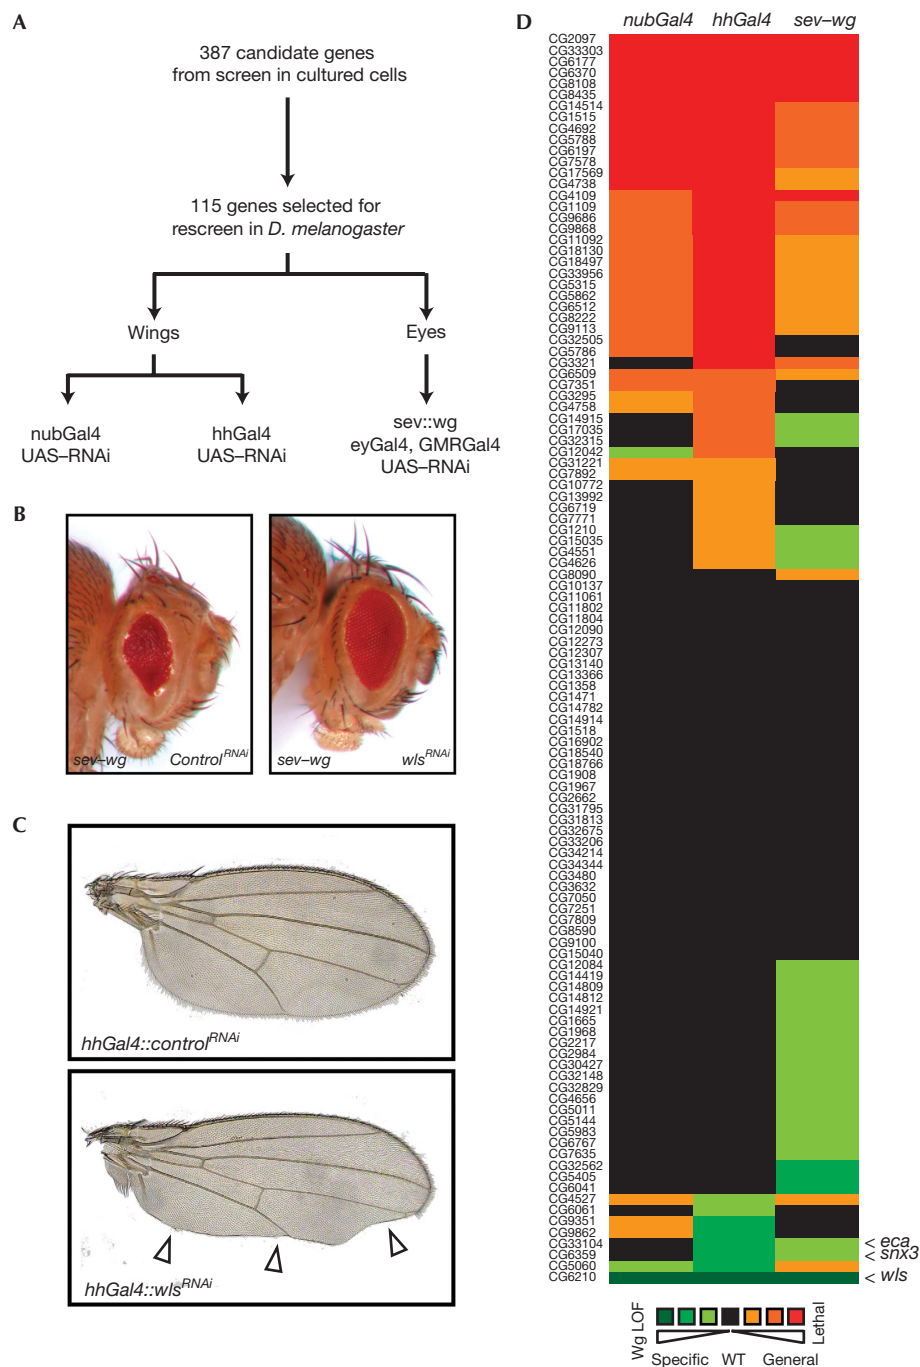 A
387 candidate genes
from screen in cultured cells
115 genes selected for
rescreen in D. melanogaster
Wings
Eyes
nubGal4
UAS–RNAi
hhGal4
UAS–RNAi
sev::wg
eyGal4, GMRGal4
UAS–RNAi
B
sev–wg Control^RNAi
sev–wg wls^RNAi
C
hhGal4::control^RNAi
hhGal4::wls^RNAi
D
nubGal4 hhGal4 sev–wg
CG2097
CG33303
CG6177
CG6370
CG8108
CG8435
CG14514
CG1515
CG4692
CG5788
CG6197
CG7578
CG17569
CG4738
CG4109
CG1109
CG9686
CG9868
CG11092
CG18130
CG18497
CG33956
CG5315
CG5862
CG6512
CG8222
CG9113
CG32505
CG5786
CG3321
CG6509
CG7351
CG3295
CG4758
CG14915
CG17035
CG32315
CG12042
CG31221
CG7892
CG10772
CG13992
CG6719
CG7771
CG1210
CG15035
CG4551
CG4626
CG8090
CG10137
CG11061
CG11802
CG11804
CG12090
CG12273
CG12307
CG13140
CG13366
CG1358
CG1471
CG14782
CG14914
CG1518
CG16902
CG18540
CG18766
CG1908
CG1967
CG2662
CG31795
CG31813
CG32675
CG33206
CG34214
CG34344
CG3480
CG3632
CG7050
CG7251
CG7809
CG8590
CG9100
CG15040
CG12084
CG14419
CG14809
CG14812
CG14921
CG1665
CG1968
CG2217
CG2984
CG30427
CG32148
CG32829
CG4656
CG5011
CG5144
CG5983
CG6767
CG7635
CG32562
CG5405
CG6041
CG4527
CG6061
CG9351
CG9862
CG33104 < eca
CG6359 < snx3
CG5060
CG6210 < wls
Wg LOF
Lethal
Specific WT General